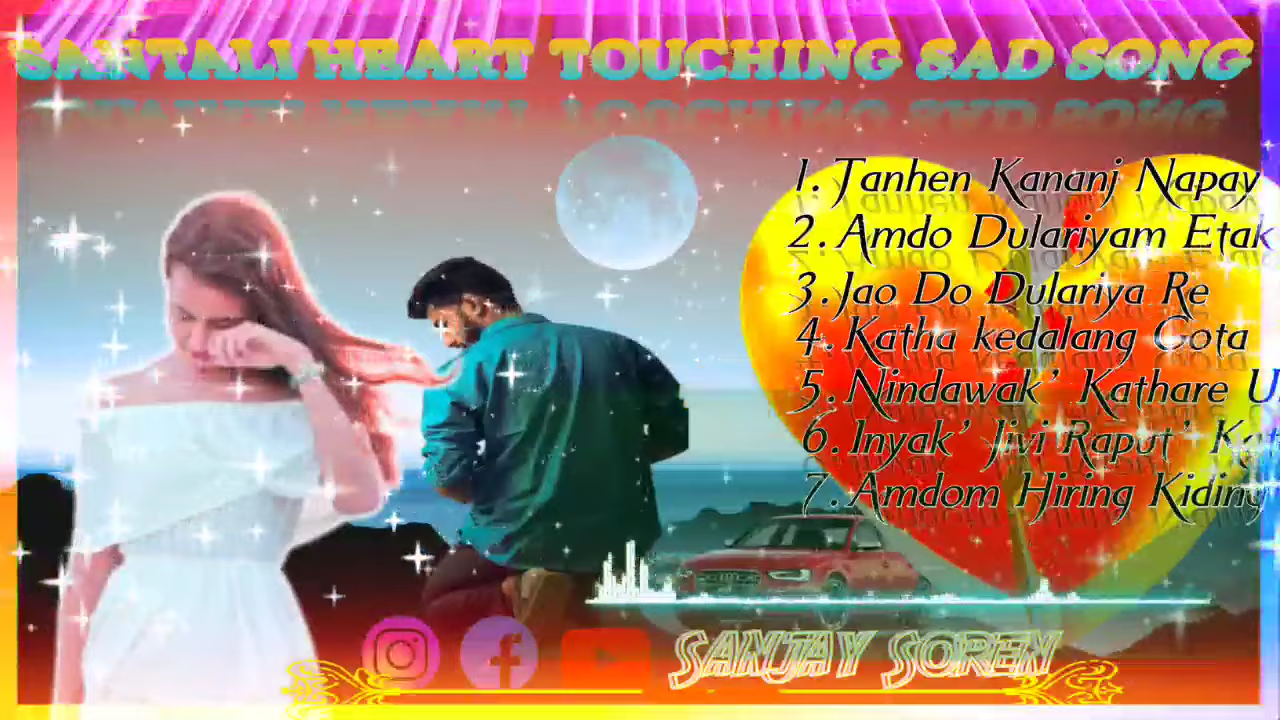 SANTALI HEART TOUCHING SAD SONG
1. Tanhen Kananj Napay
2. Amdo Dulariyam Etak
3. Jao Do Dulariya Re
4. Katha kedalang Gota
5. Nindawak' Kathare
6. Inyak' Jivi Raput'
7. Amdom Hiring Kiding
SANJAY SOREN